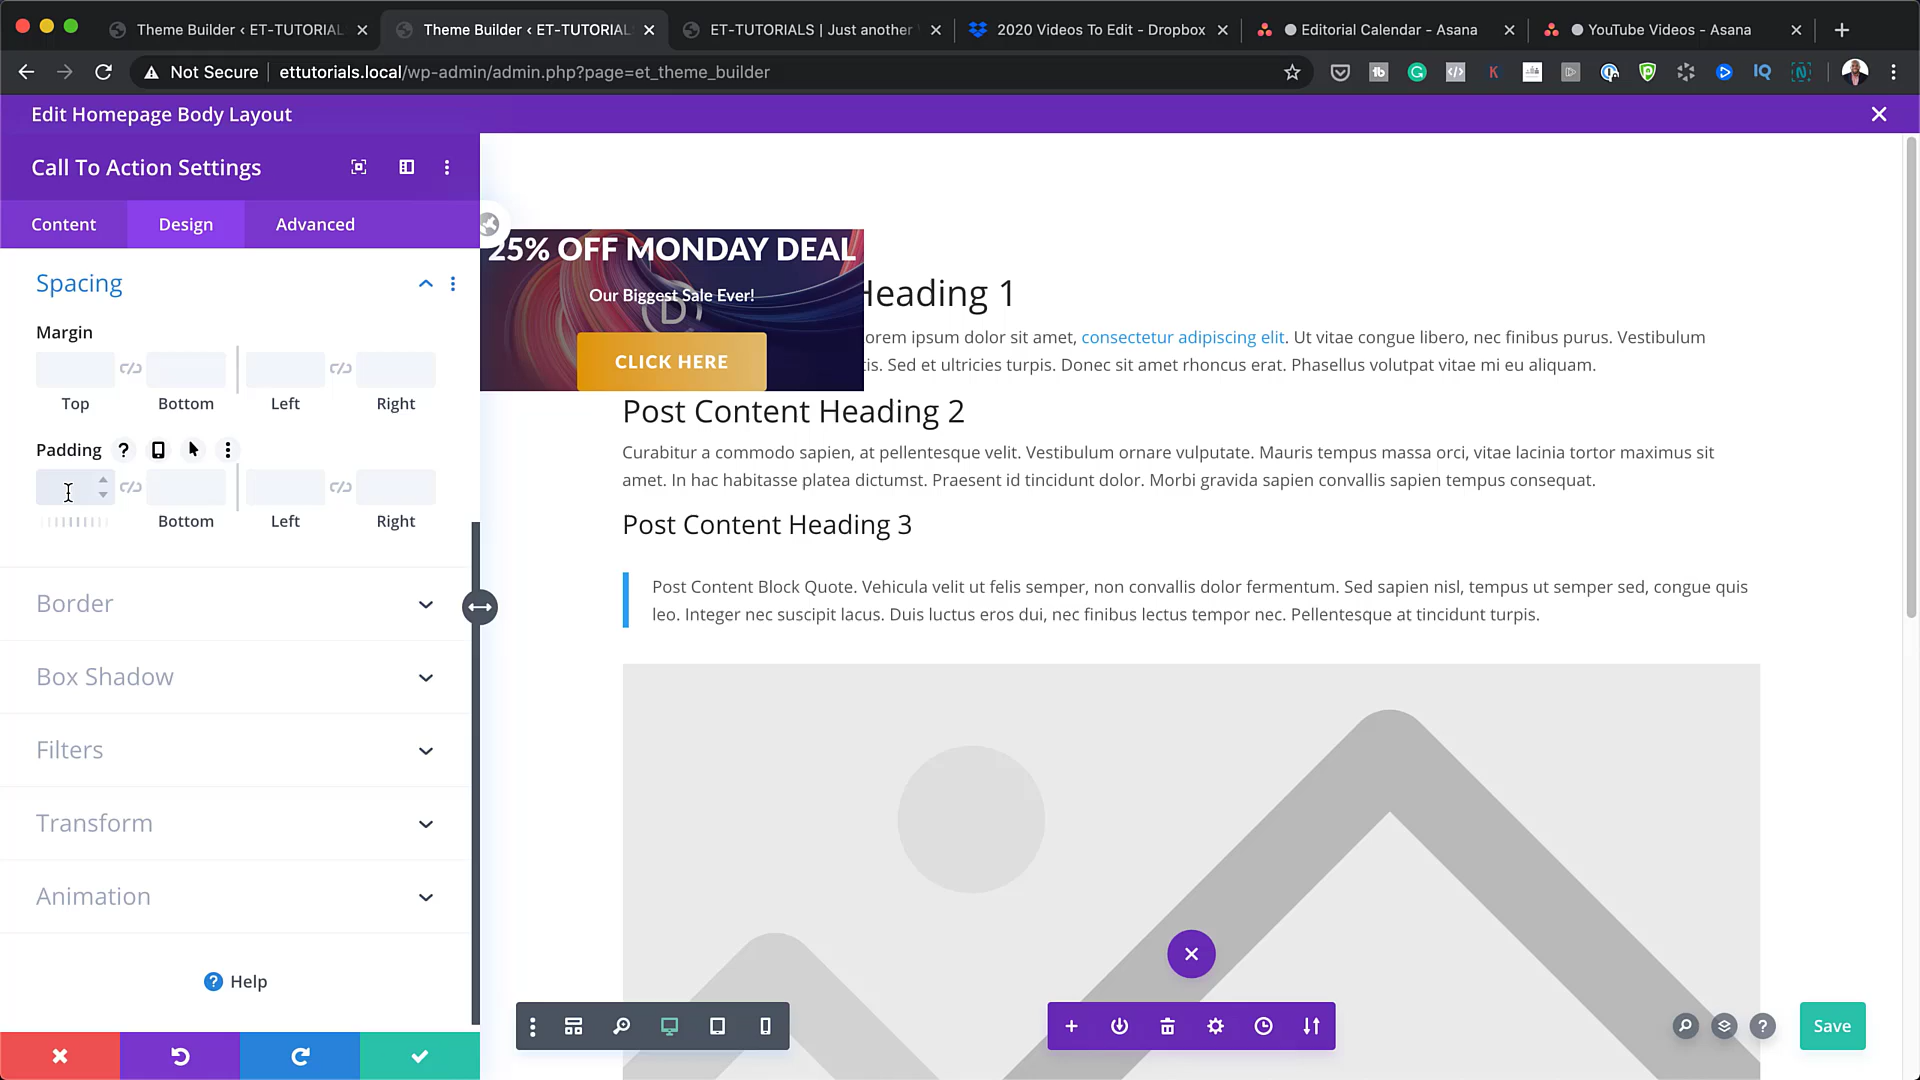 Theme Builder ‹ ET-TUTORIAL
Theme Builder ‹ ET-TUTORIAL
ET-TUTORIALS | Just another
2020 Videos To Edit - Dropbox
Editorial Calendar - Asana
YouTube Videos - Asana
Not Secure
ettutorials.local/wp-admin/admin.php?page=et_theme_builder
Edit Homepage Body Layout
Call To Action Settings
Content
Design
Advanced
Spacing
Margin
Top
Bottom
Left
Right
Padding
Bottom
Left
Right
Border
Box Shadow
Filters
Transform
Animation
Help
25% OFF MONDAY DEAL
Our Biggest Sale Ever!
CLICK HERE
Heading 1
orem ipsum dolor sit amet, consectetur adipiscing elit. Ut vitae congue libero, nec finibus purus. Vestibulum
is. Sed et ultricies turpis. Donec sit amet rhoncus erat. Phasellus volutpat vitae mi eu aliquam.
Post Content Heading 2
Curabitur a commodo sapien, at pellentesque velit. Vestibulum ornare vulputate. Mauris tempus massa orci, vitae lacinia tortor maximus sit
amet. In hac habitasse platea dictumst. Praesent id tincidunt dolor. Morbi gravida sapien convallis sapien tempus consequat.
Post Content Heading 3
Post Content Block Quote. Vehicula velit ut felis semper, non convallis dolor fermentum. Sed sapien nisl, tempus ut semper sed, congue quis
leo. Integer nec suscipit lacus. Duis luctus eros dui, nec finibus lectus tempor nec. Pellentesque at tincidunt turpis.
Save